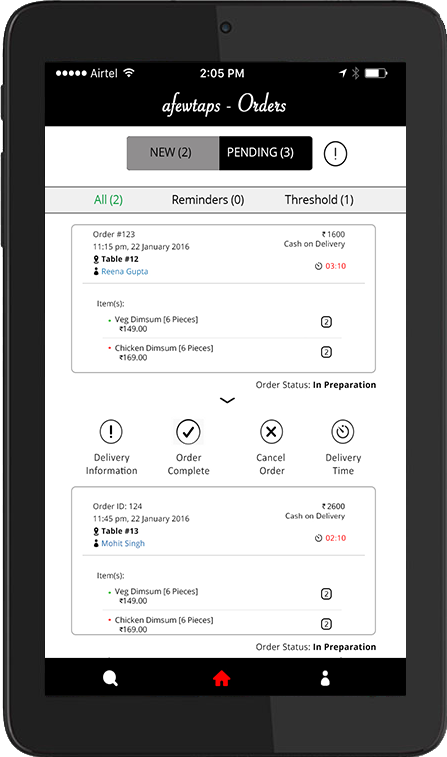 Airtel 2:05 PM
afewtaps - Orders
NEW (2) PENDING (3) !
All (2) Reminders (0) Threshold (1)
Order #123 ₹1600
11:15 pm, 22 January 2016 Cash on Delivery
Table #12
Reena Gupta 03:10
Item(s):
Veg Dimsum [6 Pieces] 2
₹149.00
Chicken Dimsum [6 Pieces] 2
₹169.00
Order Status: In Preparation
!
Delivery Order Cancel Delivery
Information Complete Order Time
Order ID: 124 ₹2600
11:45 pm, 22 January 2016 Cash on Delivery
Table #13
Mohit Singh 02:10
Item(s):
Veg Dimsum [6 Pieces] 2
₹149.00
Chicken Dimsum [6 Pieces] 2
₹169.00
Order Status: In Preparation